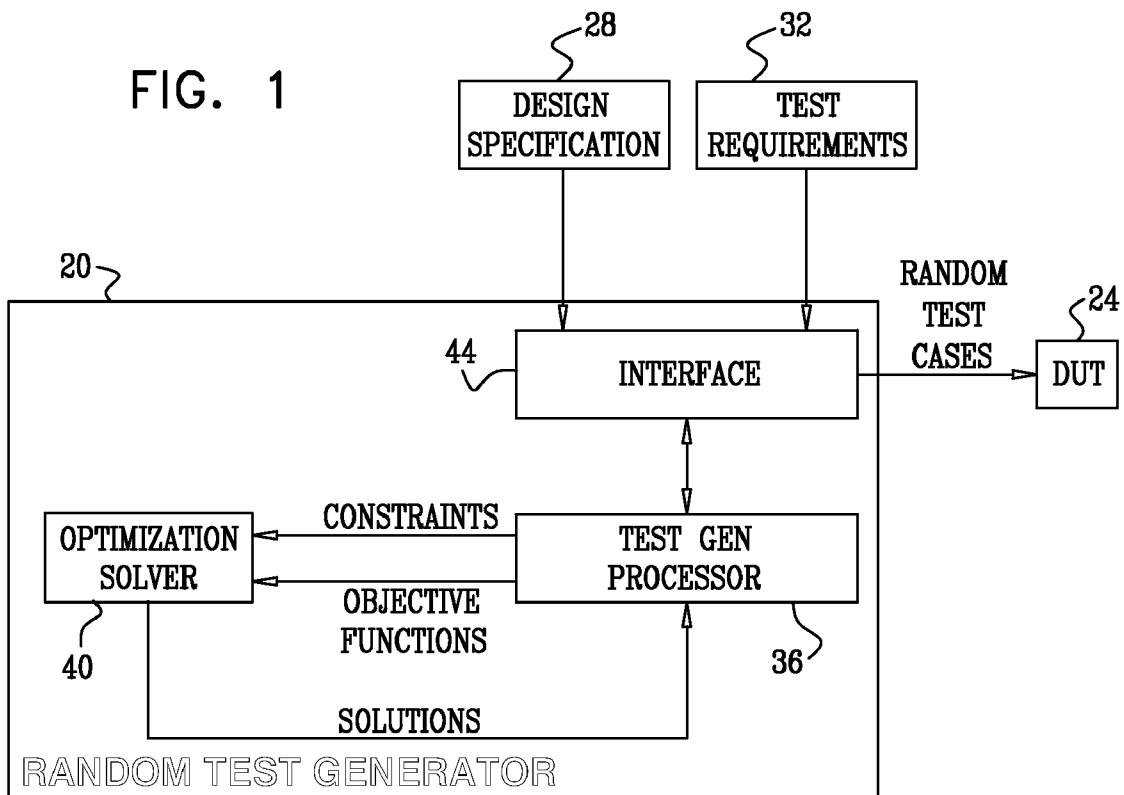 FIG. 1
28
32
DESIGN
SPECIFICATION
TEST
REQUIREMENTS
20
RANDOM
TEST
CASES
24
44
INTERFACE
DUT
CONSTRAINTS
OPTIMIZATION
SOLVER
TEST GEN
PROCESSOR
OBJECTIVE
FUNCTIONS
40
36
SOLUTIONS
RANDOM TEST GENERATOR